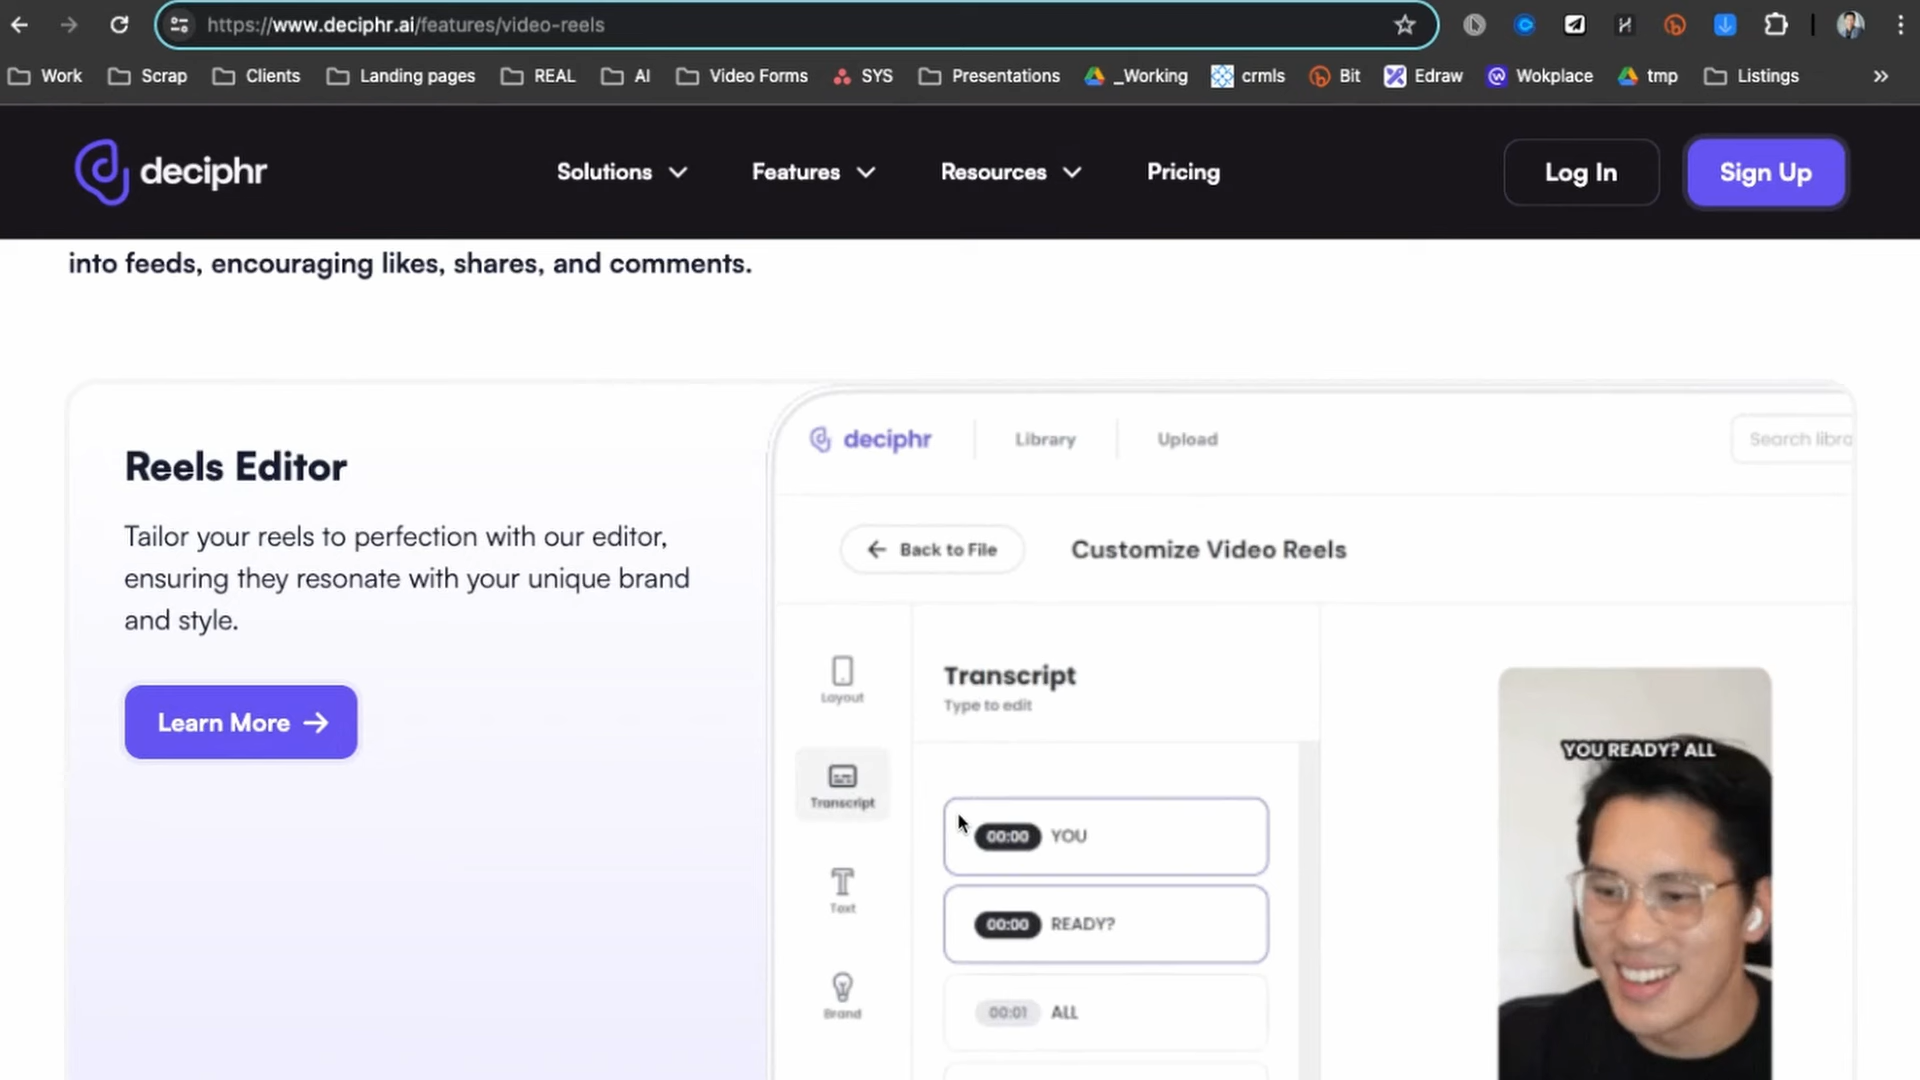 https://www.deciphr.ai/features/video-reels
Work Scrap Clients Landing pages REAL AI Video Forms SYS Presentations _Working crmls Bit Edraw Wokplace tmp Listings
deciphr Solutions Features Resources Pricing Log In Sign Up
into feeds, encouraging likes, shares, and comments.
deciphr Library Upload Search libra
Reels Editor
Tailor your reels to perfection with our editor,
ensuring they resonate with your unique brand
and style.
Learn More
Back to File Customize Video Reels
Layout
Transcript
Text
Brand
Transcript
Type to edit
00:00 YOU
00:00 READY?
00:01 ALL
YOU READY? ALL